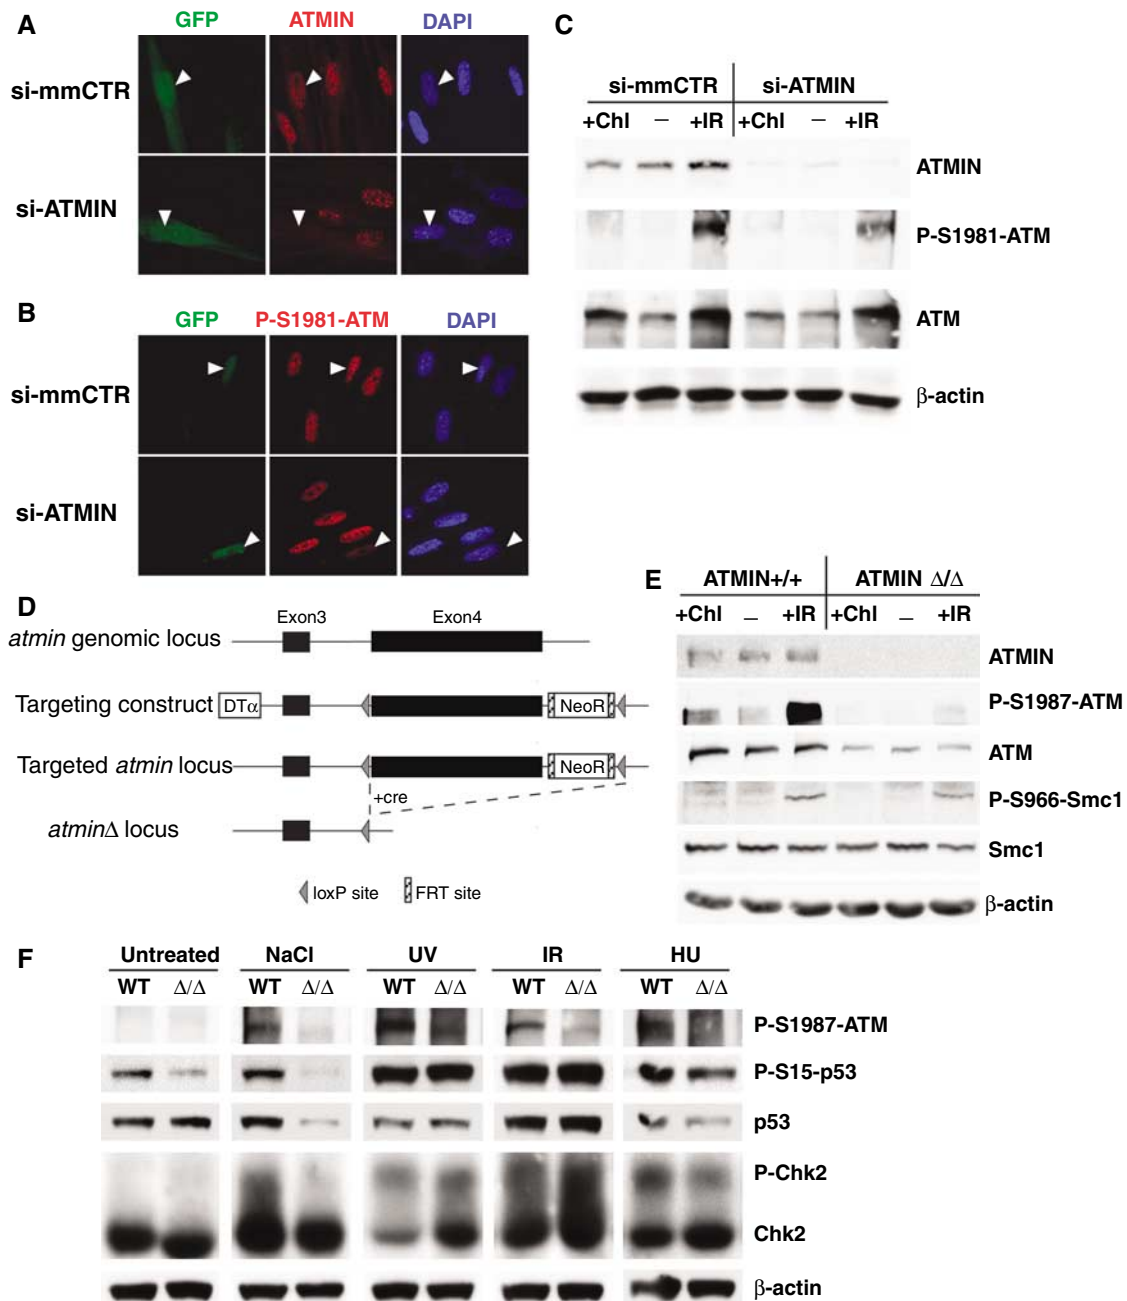 A
GFP ATMIN DAPI
si-mmCTR
si-ATMIN
B
GFP P-S1981-ATM DAPI
si-mmCTR
si-ATMIN
C
si-mmCTR si-ATMIN
+Chl – +IR +Chl – +IR
ATMIN
P-S1981-ATM
ATM
β-actin
D
Exon3 Exon4
atmin genomic locus
Targeting construct DTα NeoR
Targeted atmin locus NeoR
+cre
atminΔ locus
loxP site FRT site
E
ATMIN+/+ ATMIN Δ/Δ
+Chl – +IR +Chl – +IR
ATMIN
P-S1987-ATM
ATM
P-S966-Smc1
Smc1
β-actin
F
Untreated NaCl UV IR HU
WT Δ/Δ WT Δ/Δ WT Δ/Δ WT Δ/Δ WT Δ/Δ
P-S1987-ATM
P-S15-p53
p53
P-Chk2
Chk2
β-actin